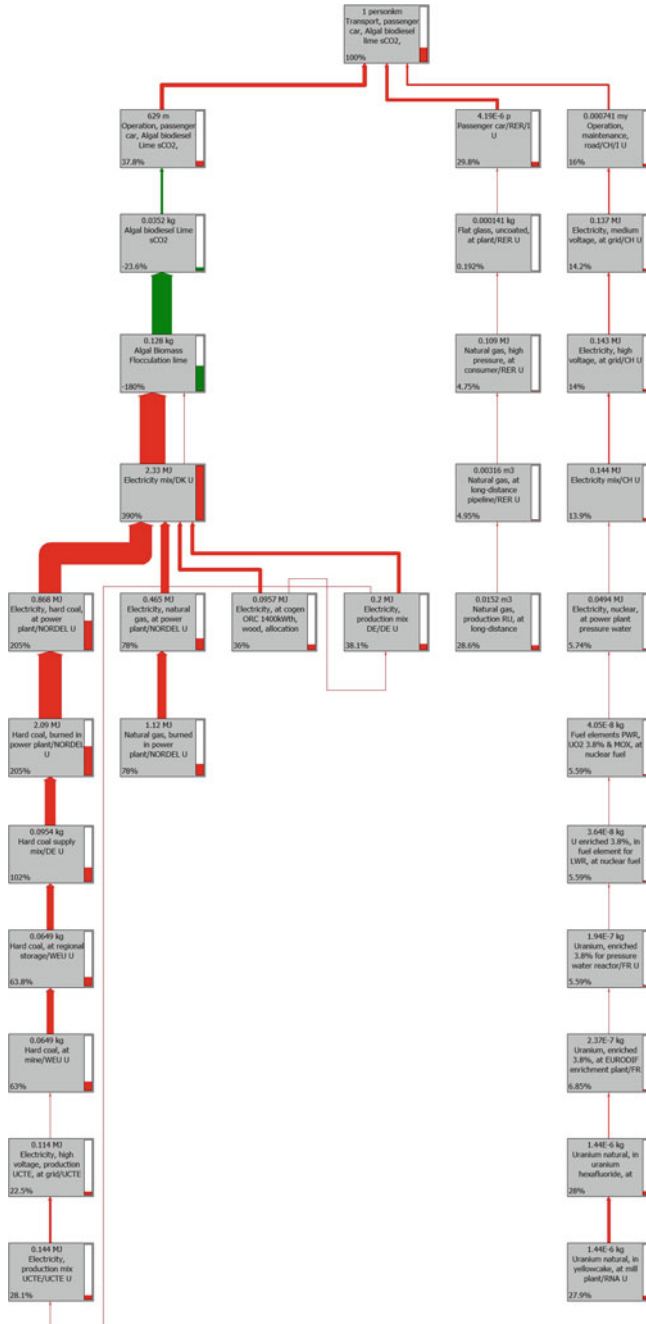 1 personkm
Transport, passenger
car, Algal biodiesel
lime sCO2,
100%
629 m
Operation, passenger
car, Algal biodiesel
Lime sCO2,
37.8%
4.19E-6 p
Passenger car/RER/I
U
29.8%
0.000741 my
Operation,
maintenance,
road/CH/I U
16%
0.0352 kg
Algal biodiesel Lime
sCO2
-23.6%
0.000141 kg
Flat glass, uncoated,
at plant/RER U
0.192%
0.137 MJ
Electricity, medium
voltage, at grid/CH U
14.2%
0.128 kg
Algal Biomass
Flocculation lime
-180%
0.109 MJ
Natural gas, high
pressure, at
consumer/RER U
4.75%
0.143 MJ
Electricity, high
voltage, at grid/CH U
14%
2.33 MJ
Electricity mix/DK U
390%
0.00316 m3
Natural gas, at
long-distance
pipeline/RER U
4.95%
0.144 MJ
Electricity mix/CH U
13.9%
0.868 MJ
Electricity, hard coal,
at power
plant/NORDEL U
205%
0.465 MJ
Electricity, natural
gas, at power
plant/NORDEL U
78%
0.0957 MJ
Electricity, at cogen
ORC 1400kWth,
wood, allocation
36%
0.2 MJ
Electricity,
production mix
DE/DE U
38.1%
0.0152 m3
Natural gas,
production RU, at
long-distance
28.6%
0.0494 MJ
Electricity, nuclear,
at power plant
pressure water
5.74%
2.09 MJ
Hard coal, burned in
power plant/NORDEL
U
205%
1.12 MJ
Natural gas, burned
in power
plant/NORDEL U
78%
4.05E-8 kg
Fuel elements PWR,
UO2 3.8% & MOX, at
nuclear fuel
5.59%
0.0954 kg
Hard coal supply
mix/DE U
102%
3.64E-8 kg
U enriched 3.8%, in
fuel element for
LWR, at nuclear fuel
5.59%
0.0649 kg
Hard coal, at regional
storage/WEU U
63.8%
1.94E-7 kg
Uranium, enriched
3.8% for pressure
water reactor/FR U
5.59%
0.0649 kg
Hard coal, at
mine/WEU U
63%
2.37E-7 kg
Uranium, enriched
3.8%, at EURODIF
enrichment plant/FR
6.85%
0.114 MJ
Electricity, high
voltage, production
UCTE, at grid/UCTE
22.5%
1.44E-6 kg
Uranium natural, in
uranium
hexafluoride, at
28%
0.144 MJ
Electricity,
production mix
UCTE/UCTE U
28.1%
1.44E-6 kg
Uranium natural, in
yellowcake, at mill
plant/RNA U
27.9%